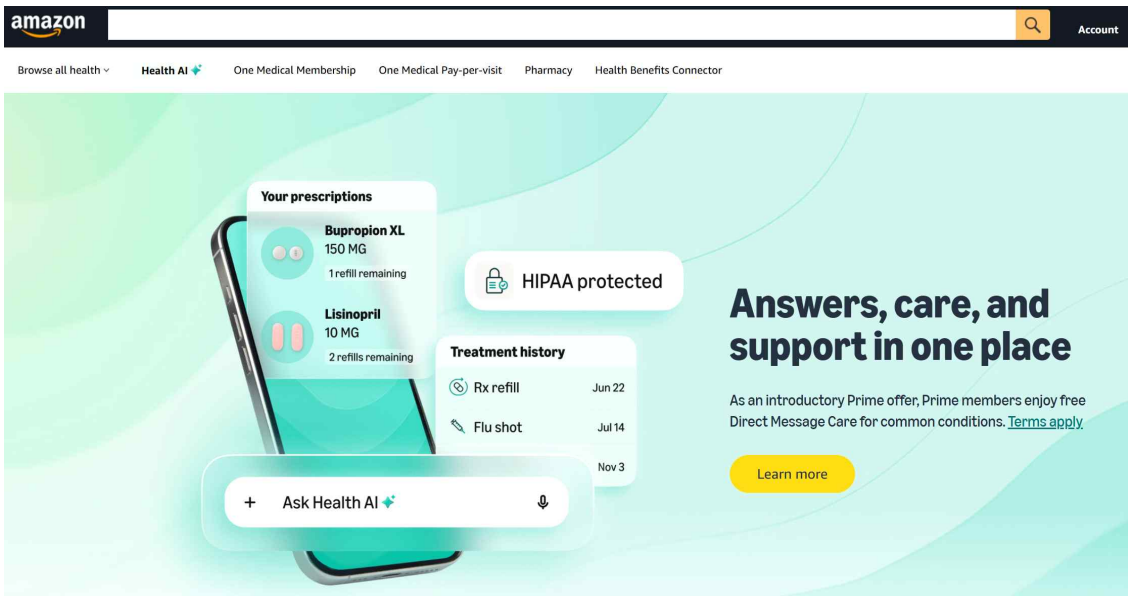 amazon
Account
Browse all health
Health AI
One Medical Membership
One Medical Pay-per-visit
Pharmacy
Health Benefits Connector
Your prescriptions
Bupropion XL
150 MG
1 refill remaining
Lisinopril
10 MG
2 refills remaining
HIPAA protected
Treatment history
Rx refill Jun 22
Flu shot Jul 14
Nov 3
Ask Health AI
Answers, care, and
support in one place
As an introductory Prime offer, Prime members enjoy free
Direct Message Care for common conditions. Terms apply
Learn more